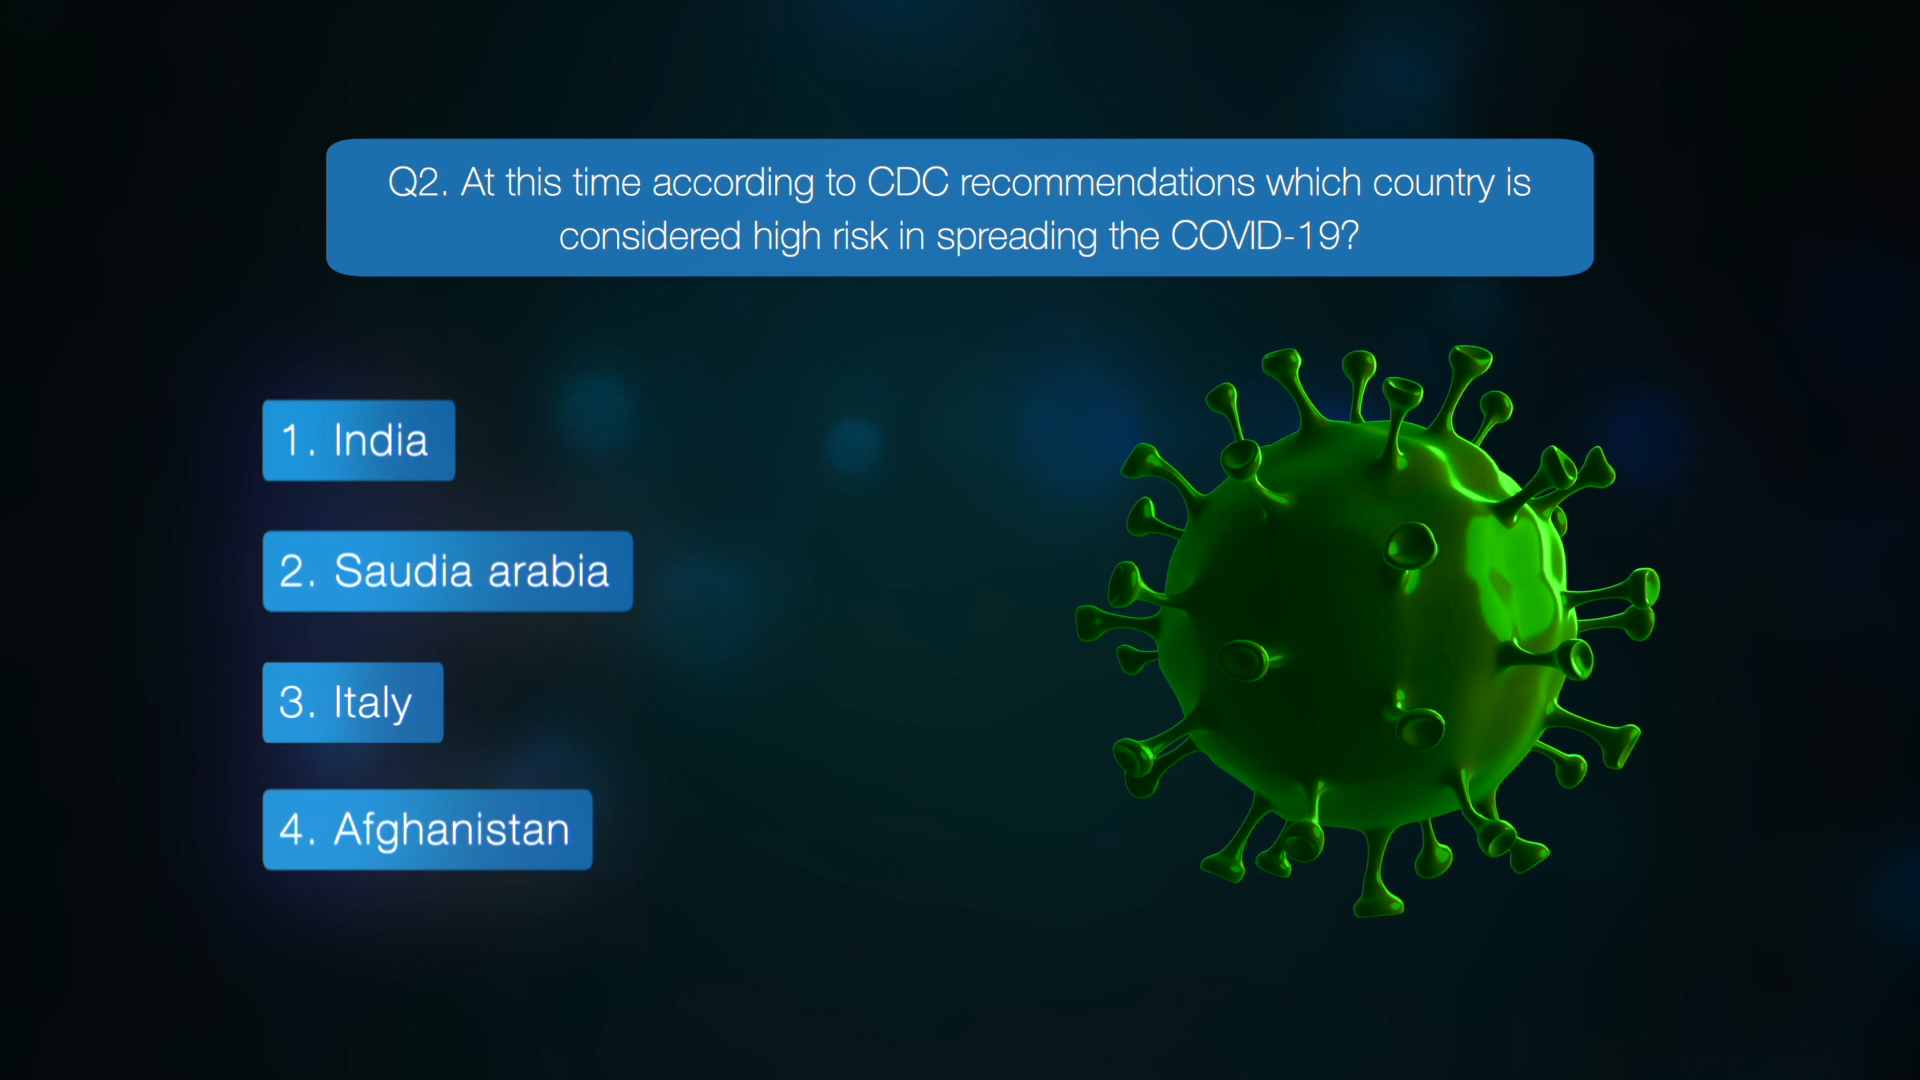 Q2. At this time according to CDC recommendations which country is
considered high risk in spreading the COVID-19?
1. India
2. Saudia arabia
3. Italy
4. Afghanistan